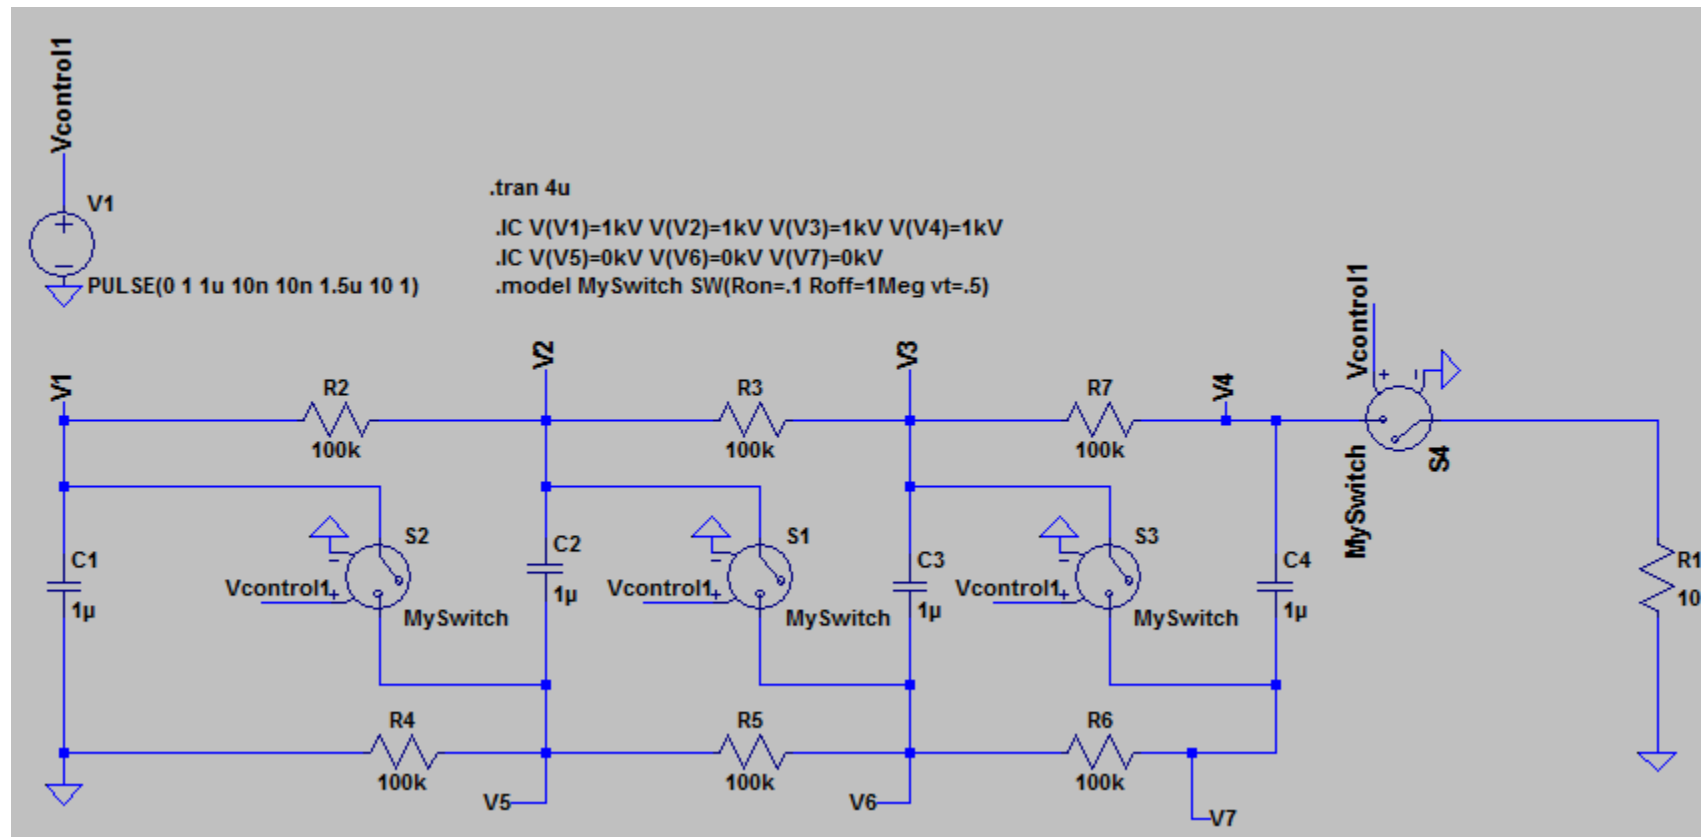 Vcontrol1
V1
PULSE(0 1 1u 10n 10n 1.5u 10 1)
.tran 4u
.IC V(V1)=1kV V(V2)=1kV V(V3)=1kV V(V4)=1kV
.IC V(V5)=0kV V(V6)=0kV V(V7)=0kV
.model MySwitch SW(Ron=.1 Roff=1Meg vt=.5)
V1
R2
100k
V2
R3
100k
V3
R7
100k
V4
Vcontrol1
+
-
MySwitch
S4
C1
1µ
S2
-
Vcontrol1
+
MySwitch
C2
1µ
S1
-
Vcontrol1
+
MySwitch
C3
1µ
S3
-
Vcontrol1
+
MySwitch
C4
1µ
R1
10
R4
100k
V5
R5
100k
V6
R6
100k
V7